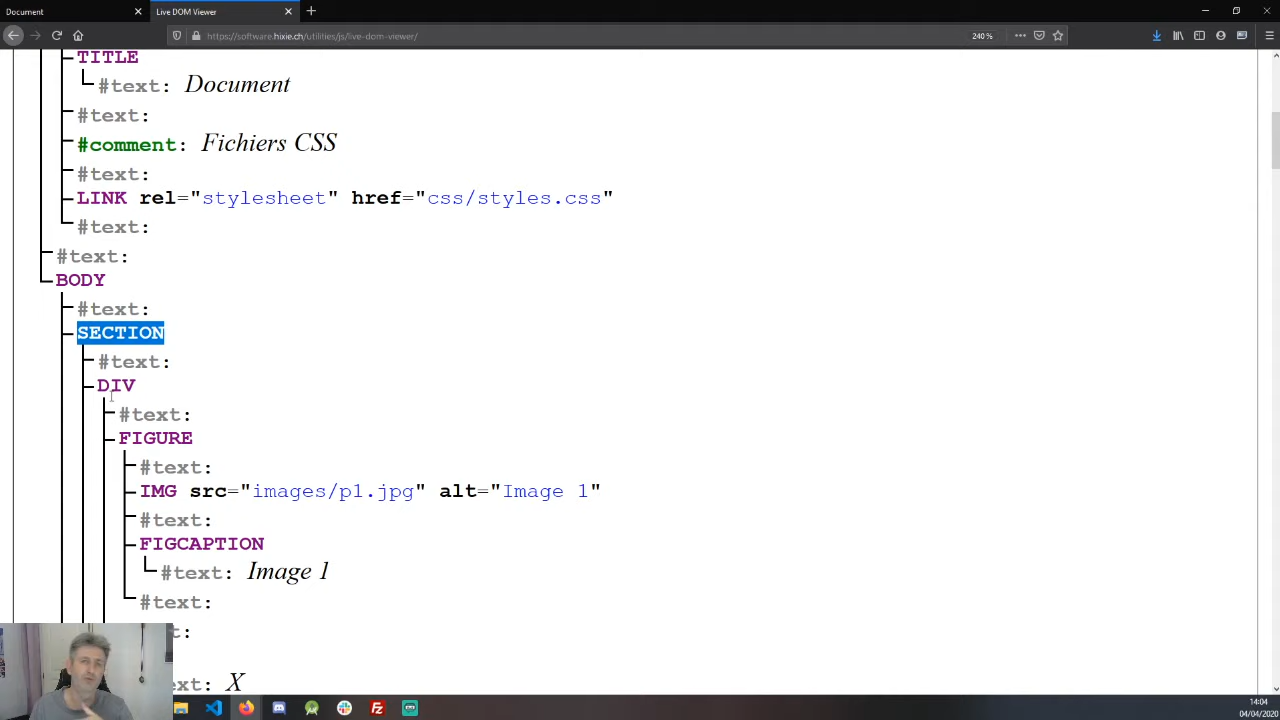 Document
Live DOM Viewer
https://software.hixie.ch/utilities/js/live-dom-viewer/
240 %
TITLE
#text: Document
#text:
#comment: Fichiers CSS
#text:
LINK rel="stylesheet" href="css/styles.css"
#text:
#text:
BODY
#text:
SECTION
#text:
DIV
#text:
FIGURE
#text:
IMG src="images/p1.jpg" alt="Image 1"
#text:
FIGCAPTION
#text: Image 1
#text:
t:
ext: X
14:04
04/04/2020